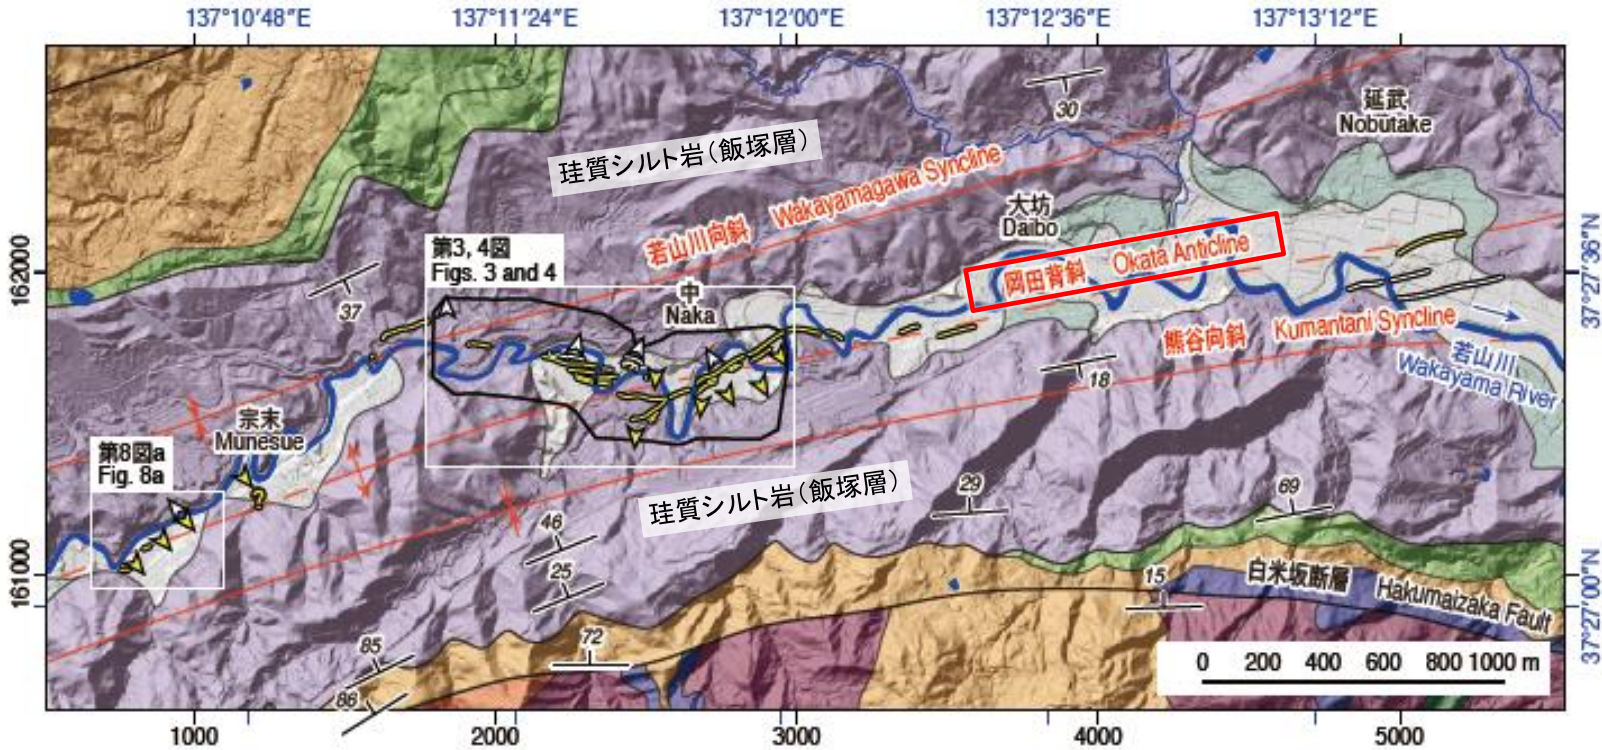 137°10′48″E
137°11′24″E
137°12′00″E
137°12′36″E
137°13′12″E
30
延武
Nobutake
珪質シルト岩（飯塚層）
若山川向斜 Wakayamagawa Syncline
大坊
Daibo
第3, 4図
Figs. 3 and 4
岡田背斜 Okata Anticline
162000
37°27′36″N
37
中
Naka
熊谷向斜 Kumantani Syncline
若山川
Wakayama River
18
宗末
Munesue
第8図a
Fig. 8a
?
珪質シルト岩（飯塚層）
29
69
46
25
161000
15
白米坂断層 Hakumaizaka Fault
37°27′00″N
85
72
86
0 200 400 600 800 1000 m
1000
2000
3000
4000
5000